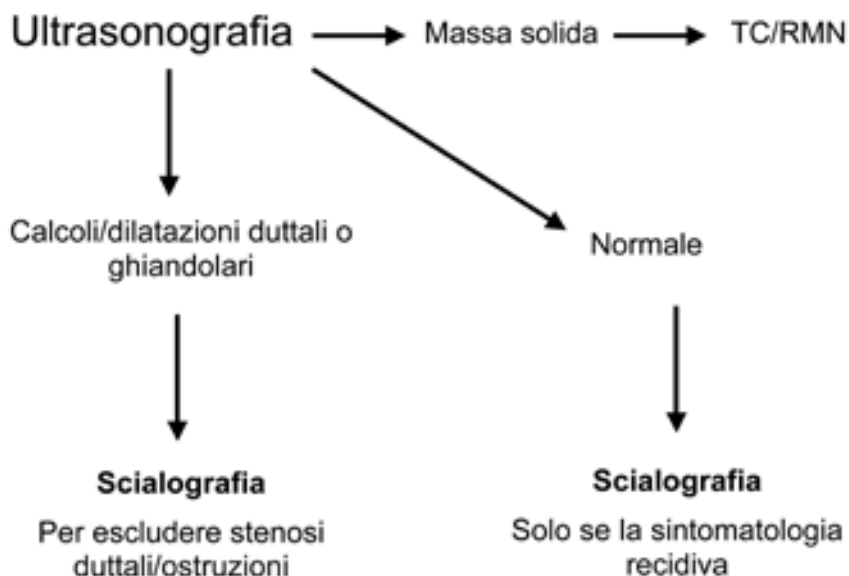 Ultrasonografia
Massa solida
TC/RMN
Calcoli/dilatazioni duttali o
ghiandolari
Normale
Scialografia
Per escludere stenosi
duttali/ostruzioni
Scialografia
Solo se la sintomatologia
recidiva